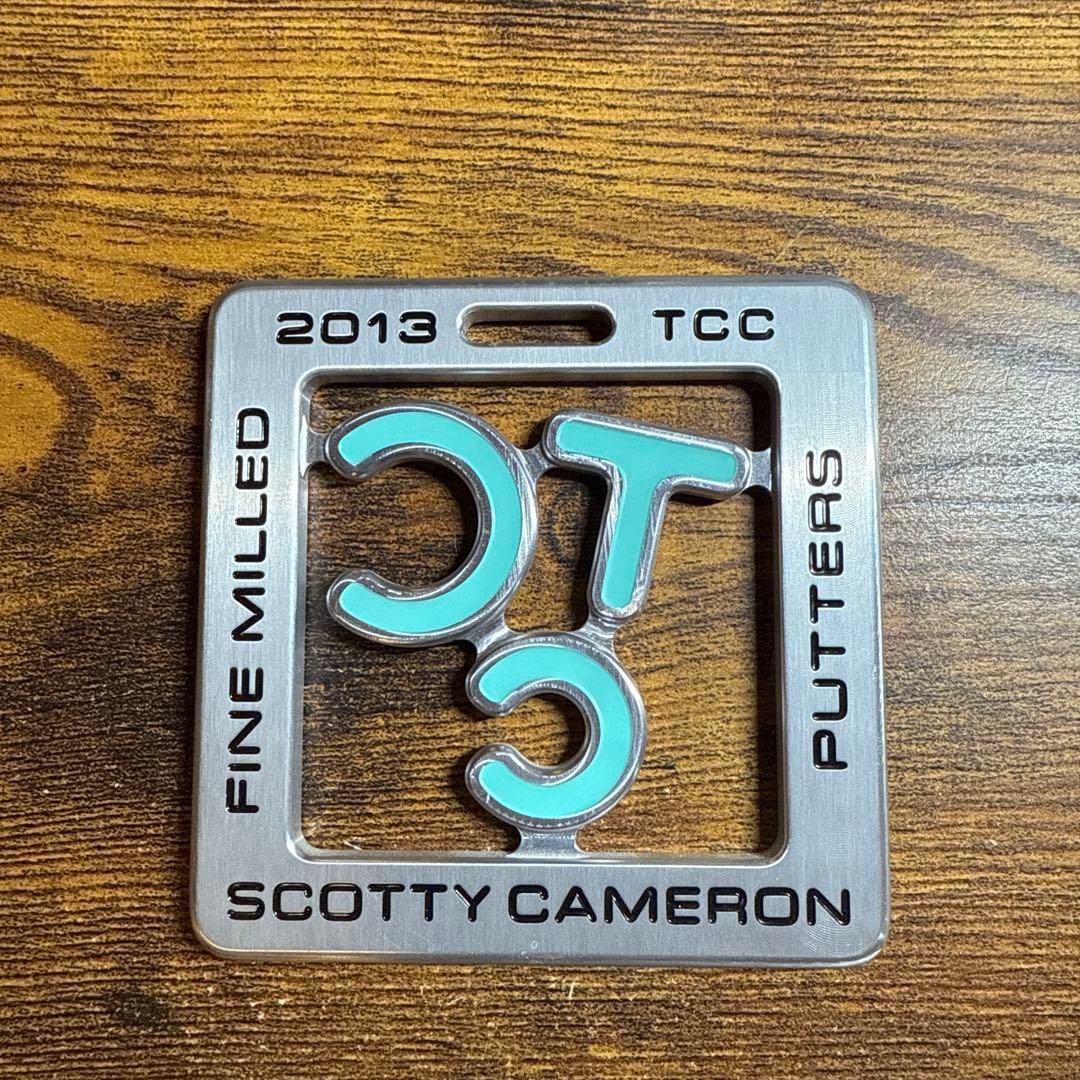 2013 TCC
FINE MILLED
C T
C
PUTTERS
SCOTTY CAMERON